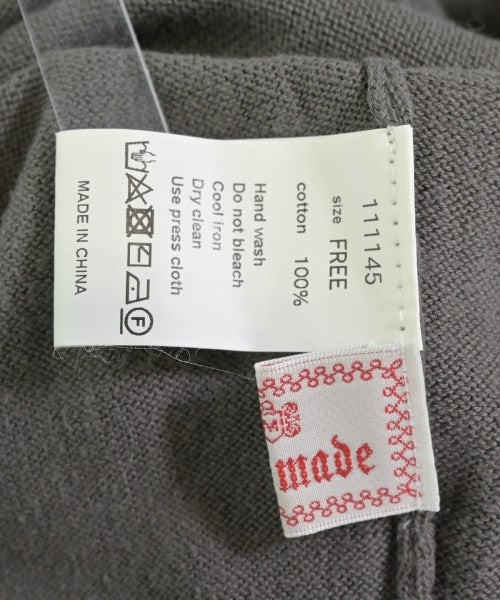 111145
size FREE
cotton 100%
Hand wash
Do not bleach
Cool iron
Dry clean
Use press cloth
F
MADE IN CHINA
made